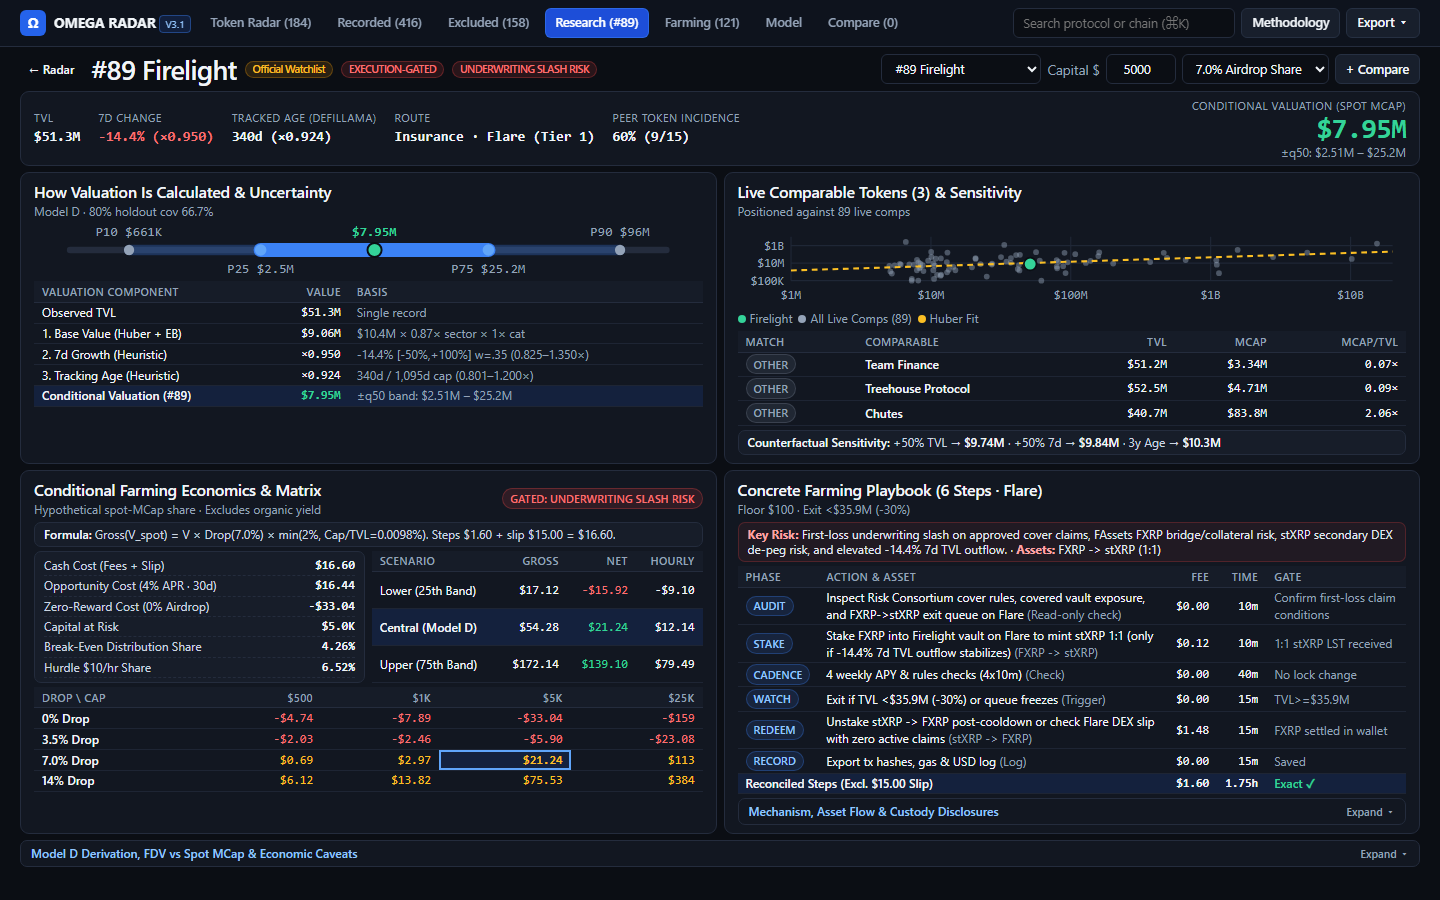 Ω OMEGA RADAR V3.1 Token Radar (184) Recorded (416) Excluded (158) Research (#89) Farming (121) Model Compare (0) Search protocol or chain (⌘K) Methodology Export
← Radar #89 Firelight Official Watchlist EXECUTION-GATED UNDERWRITING SLASH RISK #89 Firelight Capital $ 5000 7.0% Airdrop Share + Compare
TVL 7D CHANGE TRACKED AGE (DEFILLAMA) ROUTE PEER TOKEN INCIDENCE
$51.3M -14.4% (×0.950) 340d (×0.924) Insurance · Flare (Tier 1) 60% (9/15)
CONDITIONAL VALUATION (SPOT MCAP)
$7.95M
±q50: $2.51M – $25.2M
How Valuation Is Calculated & Uncertainty
Model D · 80% holdout cov 66.7%
P10 $661K $7.95M P90 $96M
P25 $2.5M P75 $25.2M
VALUATION COMPONENT VALUE BASIS
Observed TVL $51.3M Single record
1. Base Value (Huber + EB) $9.06M $10.4M × 0.87× sector × 1× cat
2. 7d Growth (Heuristic) ×0.950 -14.4% [-50%,+100%] w=.35 (0.825–1.350×)
3. Tracking Age (Heuristic) ×0.924 340d / 1,095d cap (0.801–1.200×)
Conditional Valuation (#89) $7.95M ±q50 band: $2.51M – $25.2M
Live Comparable Tokens (3) & Sensitivity
Positioned against 89 live comps
$1B
$10M
$100K
$1M $10M $100M $1B $10B
Firelight All Live Comps (89) Huber Fit
MATCH COMPARABLE TVL MCAP MCAP/TVL
OTHER Team Finance $51.2M $3.34M 0.07×
OTHER Treehouse Protocol $52.5M $4.71M 0.09×
OTHER Chutes $40.7M $83.8M 2.06×
Counterfactual Sensitivity: +50% TVL → $9.74M · +50% 7d → $9.84M · 3y Age → $10.3M
Conditional Farming Economics & Matrix
Hypothetical spot-MCap share · Excludes organic yield
GATED: UNDERWRITING SLASH RISK
Formula: Gross(V_spot) = V × Drop(7.0%) × min(2%, Cap/TVL=0.0098%). Steps $1.60 + slip $15.00 = $16.60.
Cash Cost (Fees + Slip) $16.60
Opportunity Cost (4% APR · 30d) $16.44
Zero-Reward Cost (0% Airdrop) -$33.04
Capital at Risk $5.0K
Break-Even Distribution Share 4.26%
Hurdle $10/hr Share 6.52%
SCENARIO GROSS NET HOURLY
Lower (25th Band) $17.12 -$15.92 -$9.10
Central (Model D) $54.28 $21.24 $12.14
Upper (75th Band) $172.14 $139.10 $79.49
DROP \ CAP $500 $1K $5K $25K
0% Drop -$4.74 -$7.89 -$33.04 -$159
3.5% Drop -$2.03 -$2.46 -$5.90 -$23.08
7.0% Drop $0.69 $2.97 $21.24 $113
14% Drop $6.12 $13.82 $75.53 $384
Concrete Farming Playbook (6 Steps · Flare)
Floor $100 · Exit <$35.9M (-30%)
Key Risk: First-loss underwriting slash on approved cover claims, FAssets FXRP bridge/collateral risk, stXRP secondary DEX
de-peg risk, and elevated -14.4% 7d TVL outflow. · Assets: FXRP -> stXRP (1:1)
PHASE ACTION & ASSET FEE TIME GATE
AUDIT Inspect Risk Consortium cover rules, covered vault exposure, and FXRP->stXRP exit queue on Flare (Read-only check) $0.00 10m Confirm first-loss claim conditions
STAKE Stake FXRP into Firelight vault on Flare to mint stXRP 1:1 (only if -14.4% 7d TVL outflow stabilizes) (FXRP -> stXRP) $0.12 10m 1:1 stXRP LST received
CADENCE 4 weekly APY & rules checks (4x10m) (Check) $0.00 40m No lock change
WATCH Exit if TVL <$35.9M (-30%) or queue freezes (Trigger) $0.00 15m TVL>=$35.9M
REDEEM Unstake stXRP -> FXRP post-cooldown or check Flare DEX slip with zero active claims (stXRP -> FXRP) $1.48 15m FXRP settled in wallet
RECORD Export tx hashes, gas & USD log (Log) $0.00 15m Saved
Reconciled Steps (Excl. $15.00 Slip) $1.60 1.75h Exact ✓
Mechanism, Asset Flow & Custody Disclosures Expand
Model D Derivation, FDV vs Spot MCap & Economic Caveats Expand